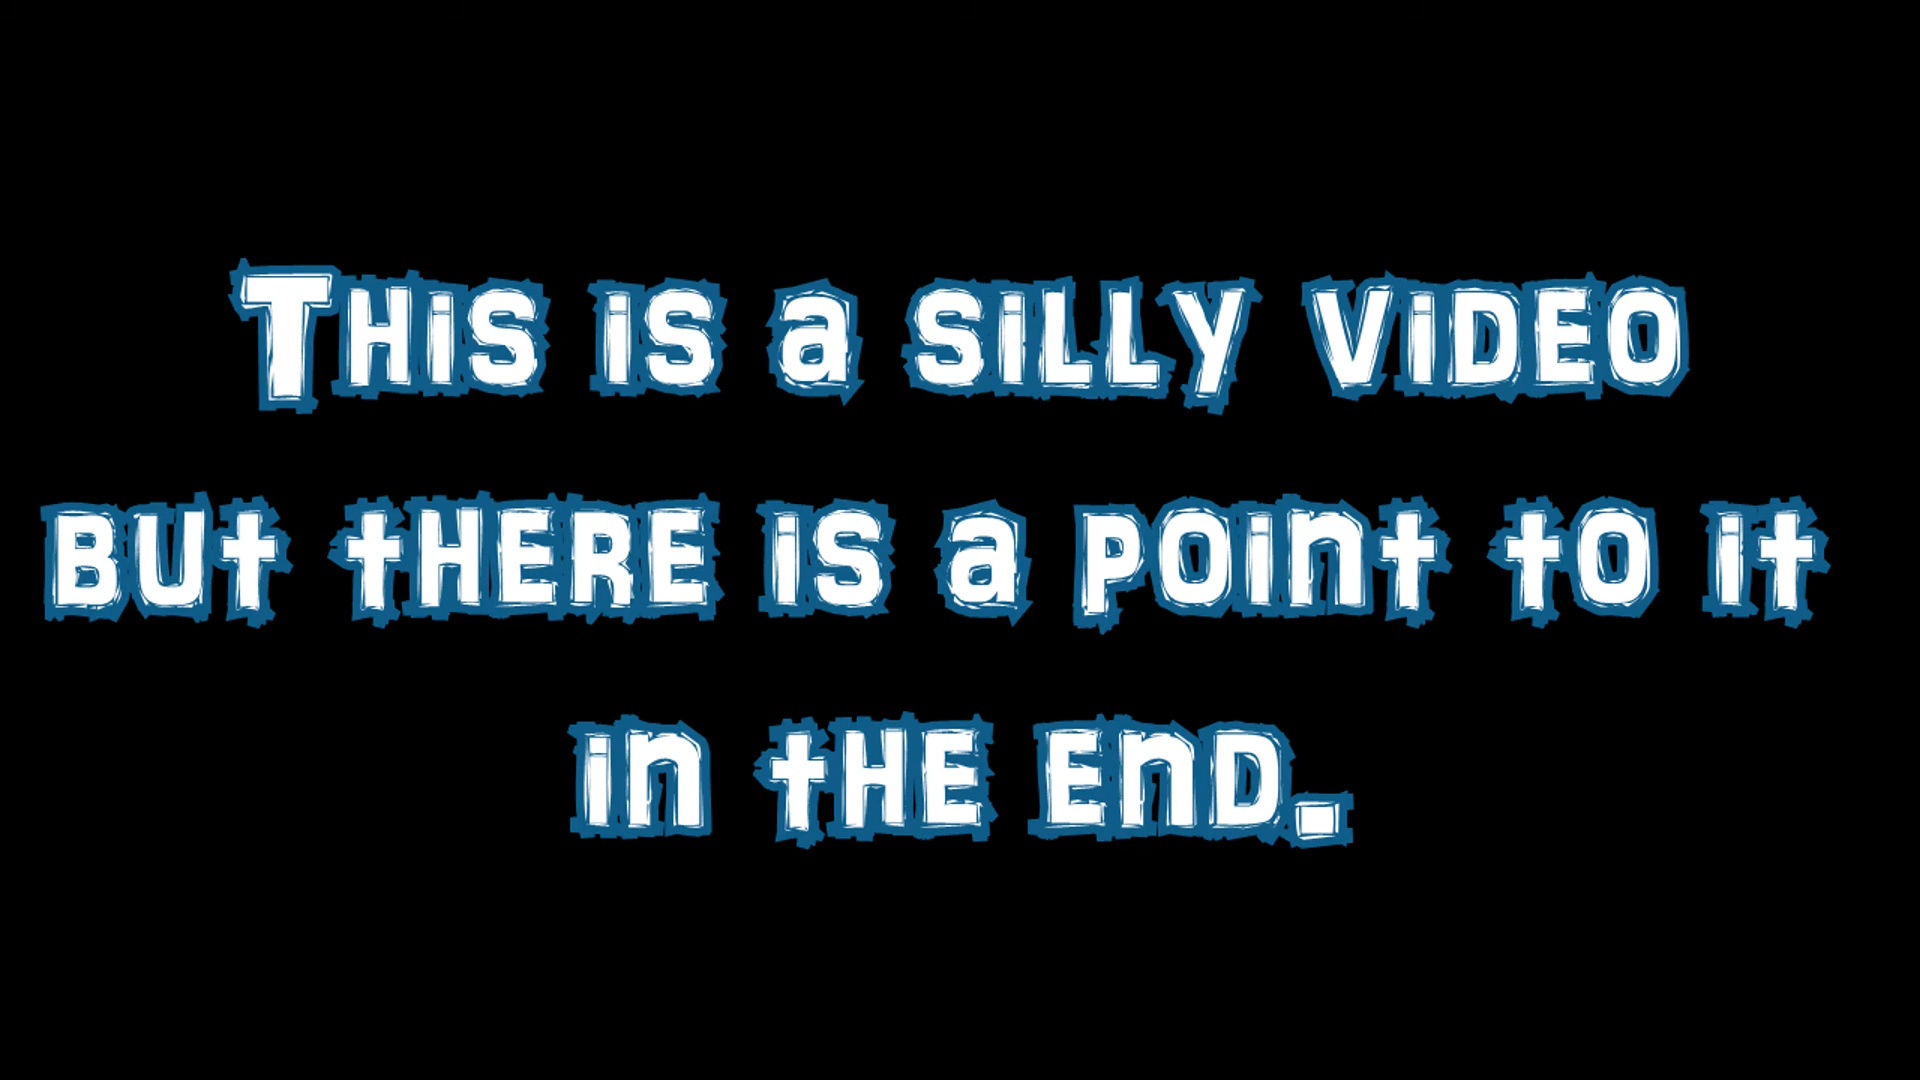 This is a silly video
but there is a point to it
in the end.